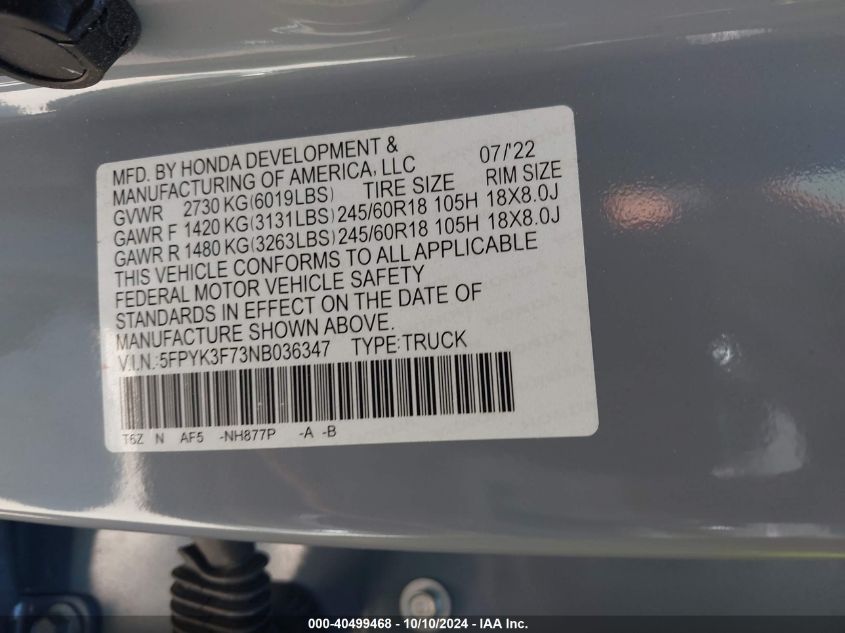 MFD. BY HONDA DEVELOPMENT &
MANUFACTURING OF AMERICA, LLC 07/'22
GVWR 2730 KG(6019LBS) TIRE SIZE RIM SIZE
GAWR F 1420 KG(3131LBS) 245/60R18 105H 18X8.0J
GAWR R 1480 KG(3263LBS) 245/60R18 105H 18X8.0J
THIS VEHICLE CONFORMS TO ALL APPLICABLE
FEDERAL MOTOR VEHICLE SAFETY
STANDARDS IN EFFECT ON THE DATE OF
MANUFACTURE SHOWN ABOVE.
V.I.N.:5FPYK3F73NB036347 TYPE:TRUCK
T6Z N AF5 -NH877P -A -B
000-40499468 - 10/10/2024 - IAA Inc.